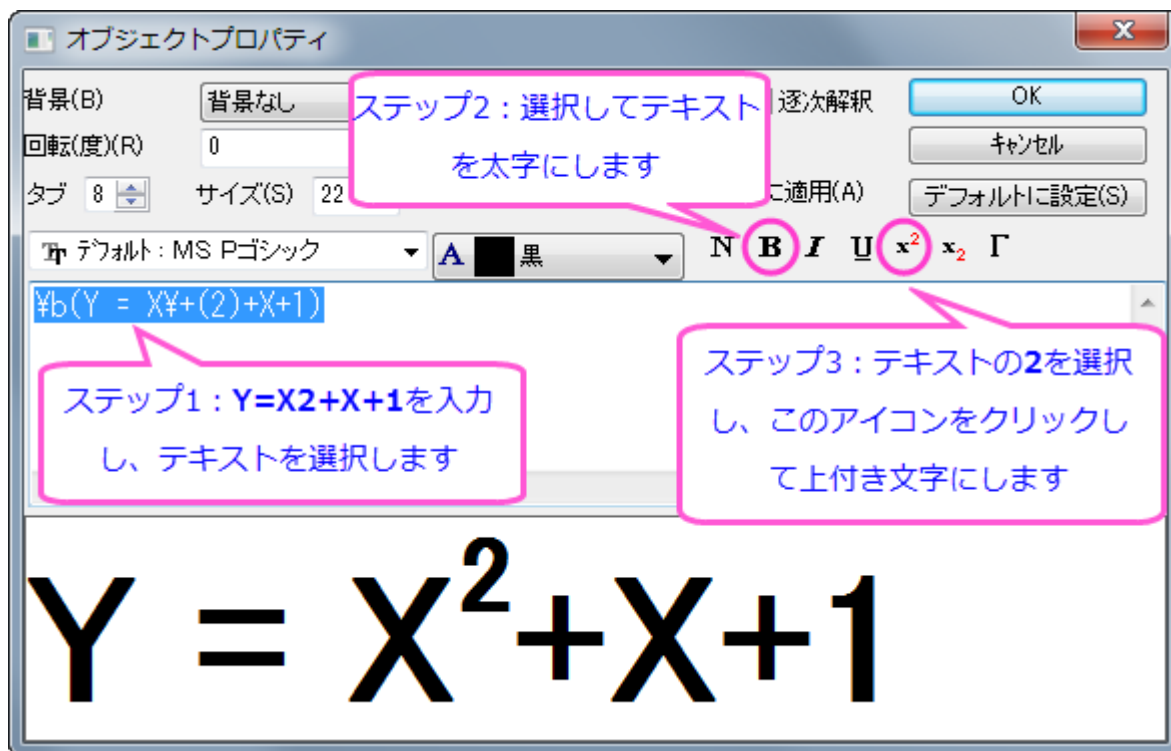 オブジェクトプロパティ
背景(B) 背景なし 逐次解釈 OK
回転(度)(R) 0 キャンセル
タブ 8 サイズ(S) 22 に適用(A) デフォルトに設定(S)
ステップ2：選択してテキスト
を太字にします
デフォルト : MS Pゴシック A 黒 N B I U x² x₂ Γ
¥b(Y = X¥+(2)+X+1)
ステップ1：Y=X2+X+1を入力
し、テキストを選択します
ステップ3：テキストの2を選択
し、このアイコンをクリックし
て上付き文字にします
Y = X²+X+1